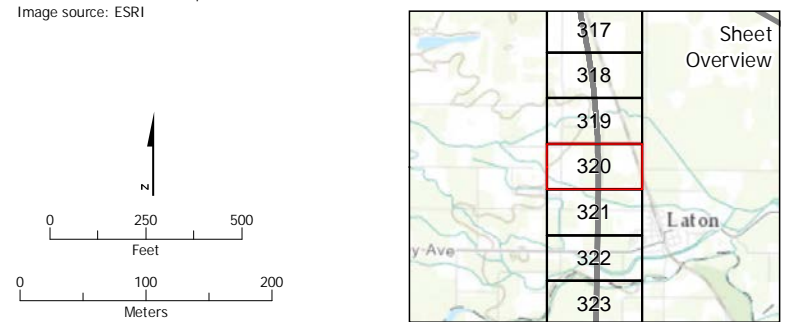 Image source: ESRI
N
0 250 500
Feet
0 100 200
Meters
Sheet
Overview
317
318
319
320
321
322
323
Laton
y Ave